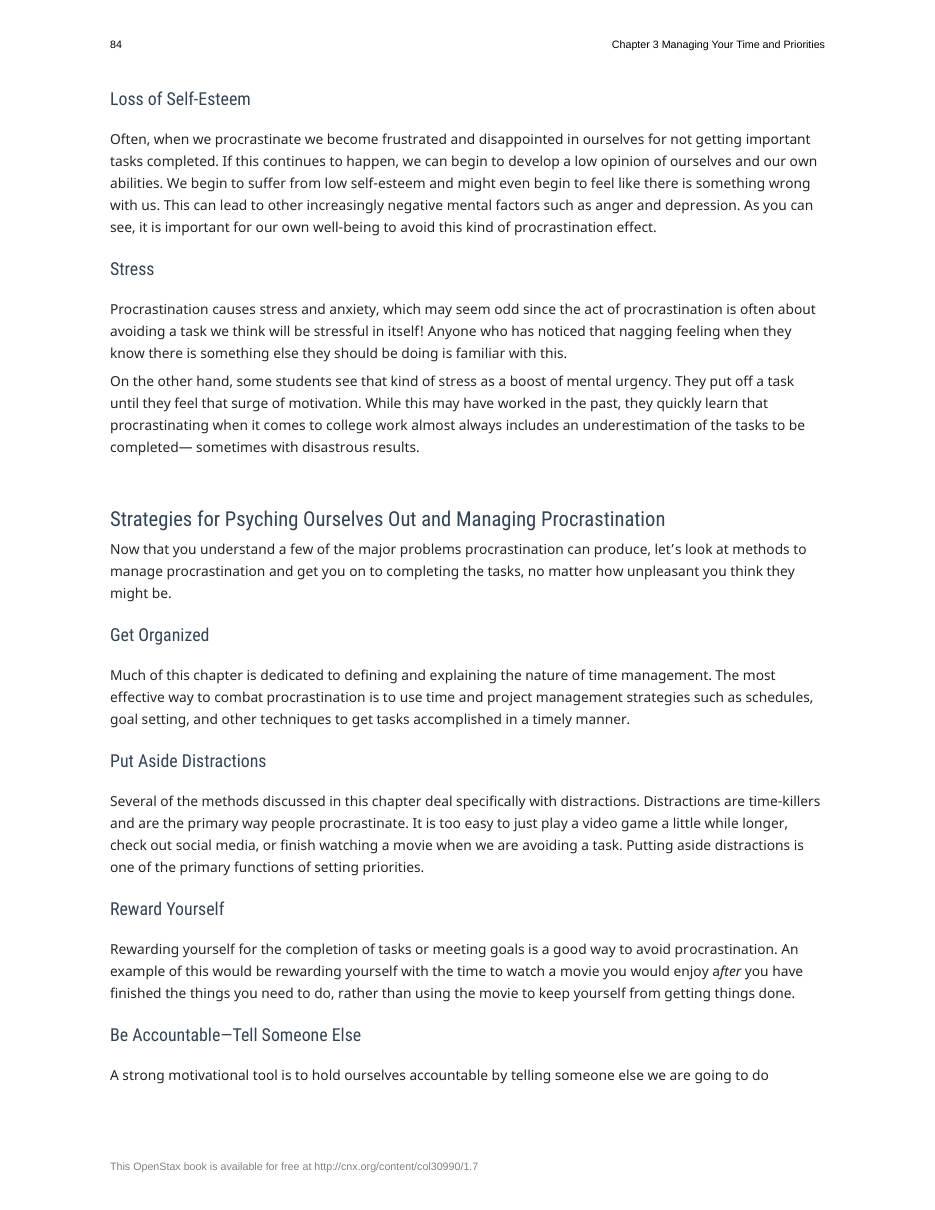 84
Chapter 3 Managing Your Time and Priorities
Loss of Self-Esteem
Often, when we procrastinate we become frustrated and disappointed in ourselves for not getting important
tasks completed. If this continues to happen, we can begin to develop a low opinion of ourselves and our own
abilities. We begin to suffer from low self-esteem and might even begin to feel like there is something wrong
with us. This can lead to other increasingly negative mental factors such as anger and depression. As you can
see, it is important for our own well-being to avoid this kind of procrastination effect.
Stress
Procrastination causes stress and anxiety, which may seem odd since the act of procrastination is often about
avoiding a task we think will be stressful in itself! Anyone who has noticed that nagging feeling when they
know there is something else they should be doing is familiar with this.
On the other hand, some students see that kind of stress as a boost of mental urgency. They put off a task
until they feel that surge of motivation. While this may have worked in the past, they quickly learn that
procrastinating when it comes to college work almost always includes an underestimation of the tasks to be
completed— sometimes with disastrous results.
Strategies for Psyching Ourselves Out and Managing Procrastination
Now that you understand a few of the major problems procrastination can produce, let's look at methods to
manage procrastination and get you on to completing the tasks, no matter how unpleasant you think they
might be.
Get Organized
Much of this chapter is dedicated to defining and explaining the nature of time management. The most
effective way to combat procrastination is to use time and project management strategies such as schedules,
goal setting, and other techniques to get tasks accomplished in a timely manner.
Put Aside Distractions
Several of the methods discussed in this chapter deal specifically with distractions. Distractions are time-killers
and are the primary way people procrastinate. It is too easy to just play a video game a little while longer,
check out social media, or finish watching a movie when we are avoiding a task. Putting aside distractions is
one of the primary functions of setting priorities.
Reward Yourself
Rewarding yourself for the completion of tasks or meeting goals is a good way to avoid procrastination. An
example of this would be rewarding yourself with the time to watch a movie you would enjoy after you have
finished the things you need to do, rather than using the movie to keep yourself from getting things done.
Be Accountable—Tell Someone Else
A strong motivational tool is to hold ourselves accountable by telling someone else we are going to do
This OpenStax book is available for free at http://cnx.org/content/col30990/1.7